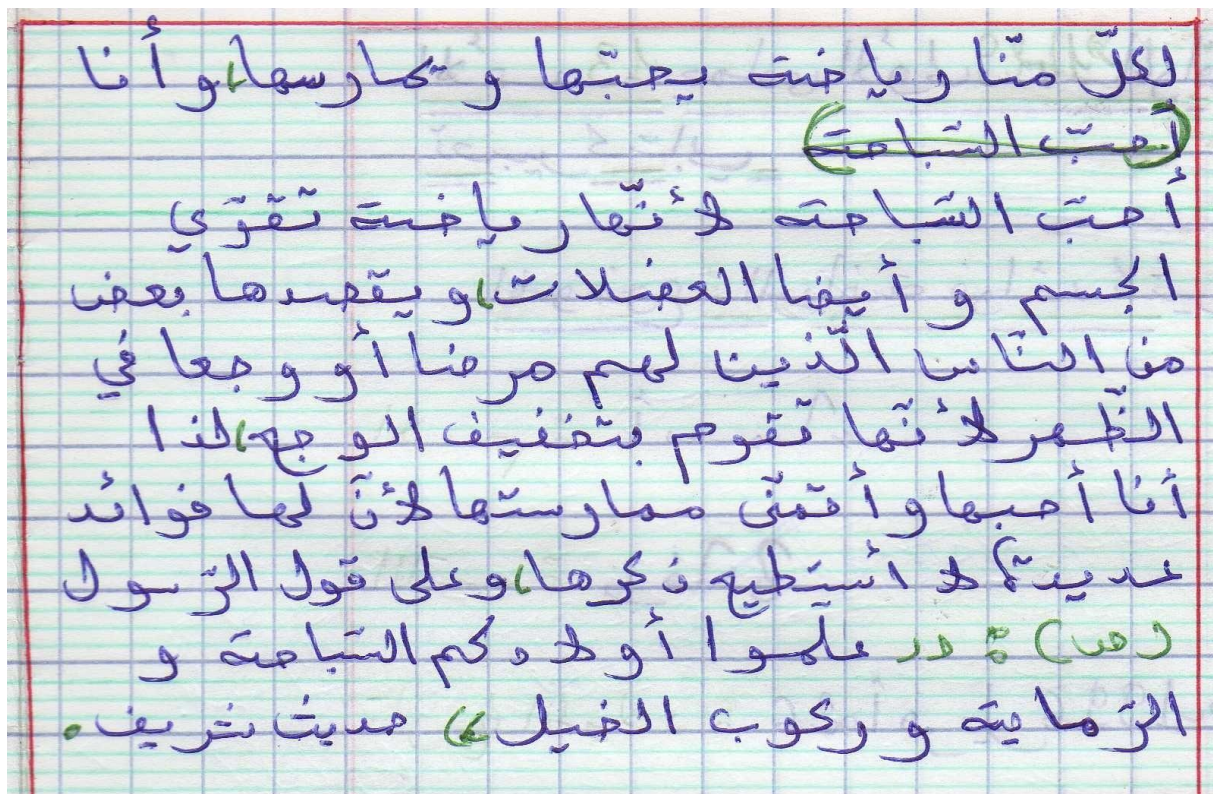 لكلّ منّا رياضة يحبّها و يمارسها، و أنا
(أحبّ السّباحة)
أحبّ السّباحة لأنّها رياضة تقوّي
الجسم و أيضا العضلات، و يقصدها بعض
من النّاس الّذين لهم مرضا أو وجعا في
الظّهر لأنّها تقوم بتخفيف الوجع، لذا
أنا أحبها و أتمنّى ممارستها لأنّ لها فوائد
عديدة، لا أستطيع ذكرها، و على قول الرّسول
(ص) : «علّموا أولادكم السّباحة و
الرّماية و ركوب الخيل» حديث شريف.